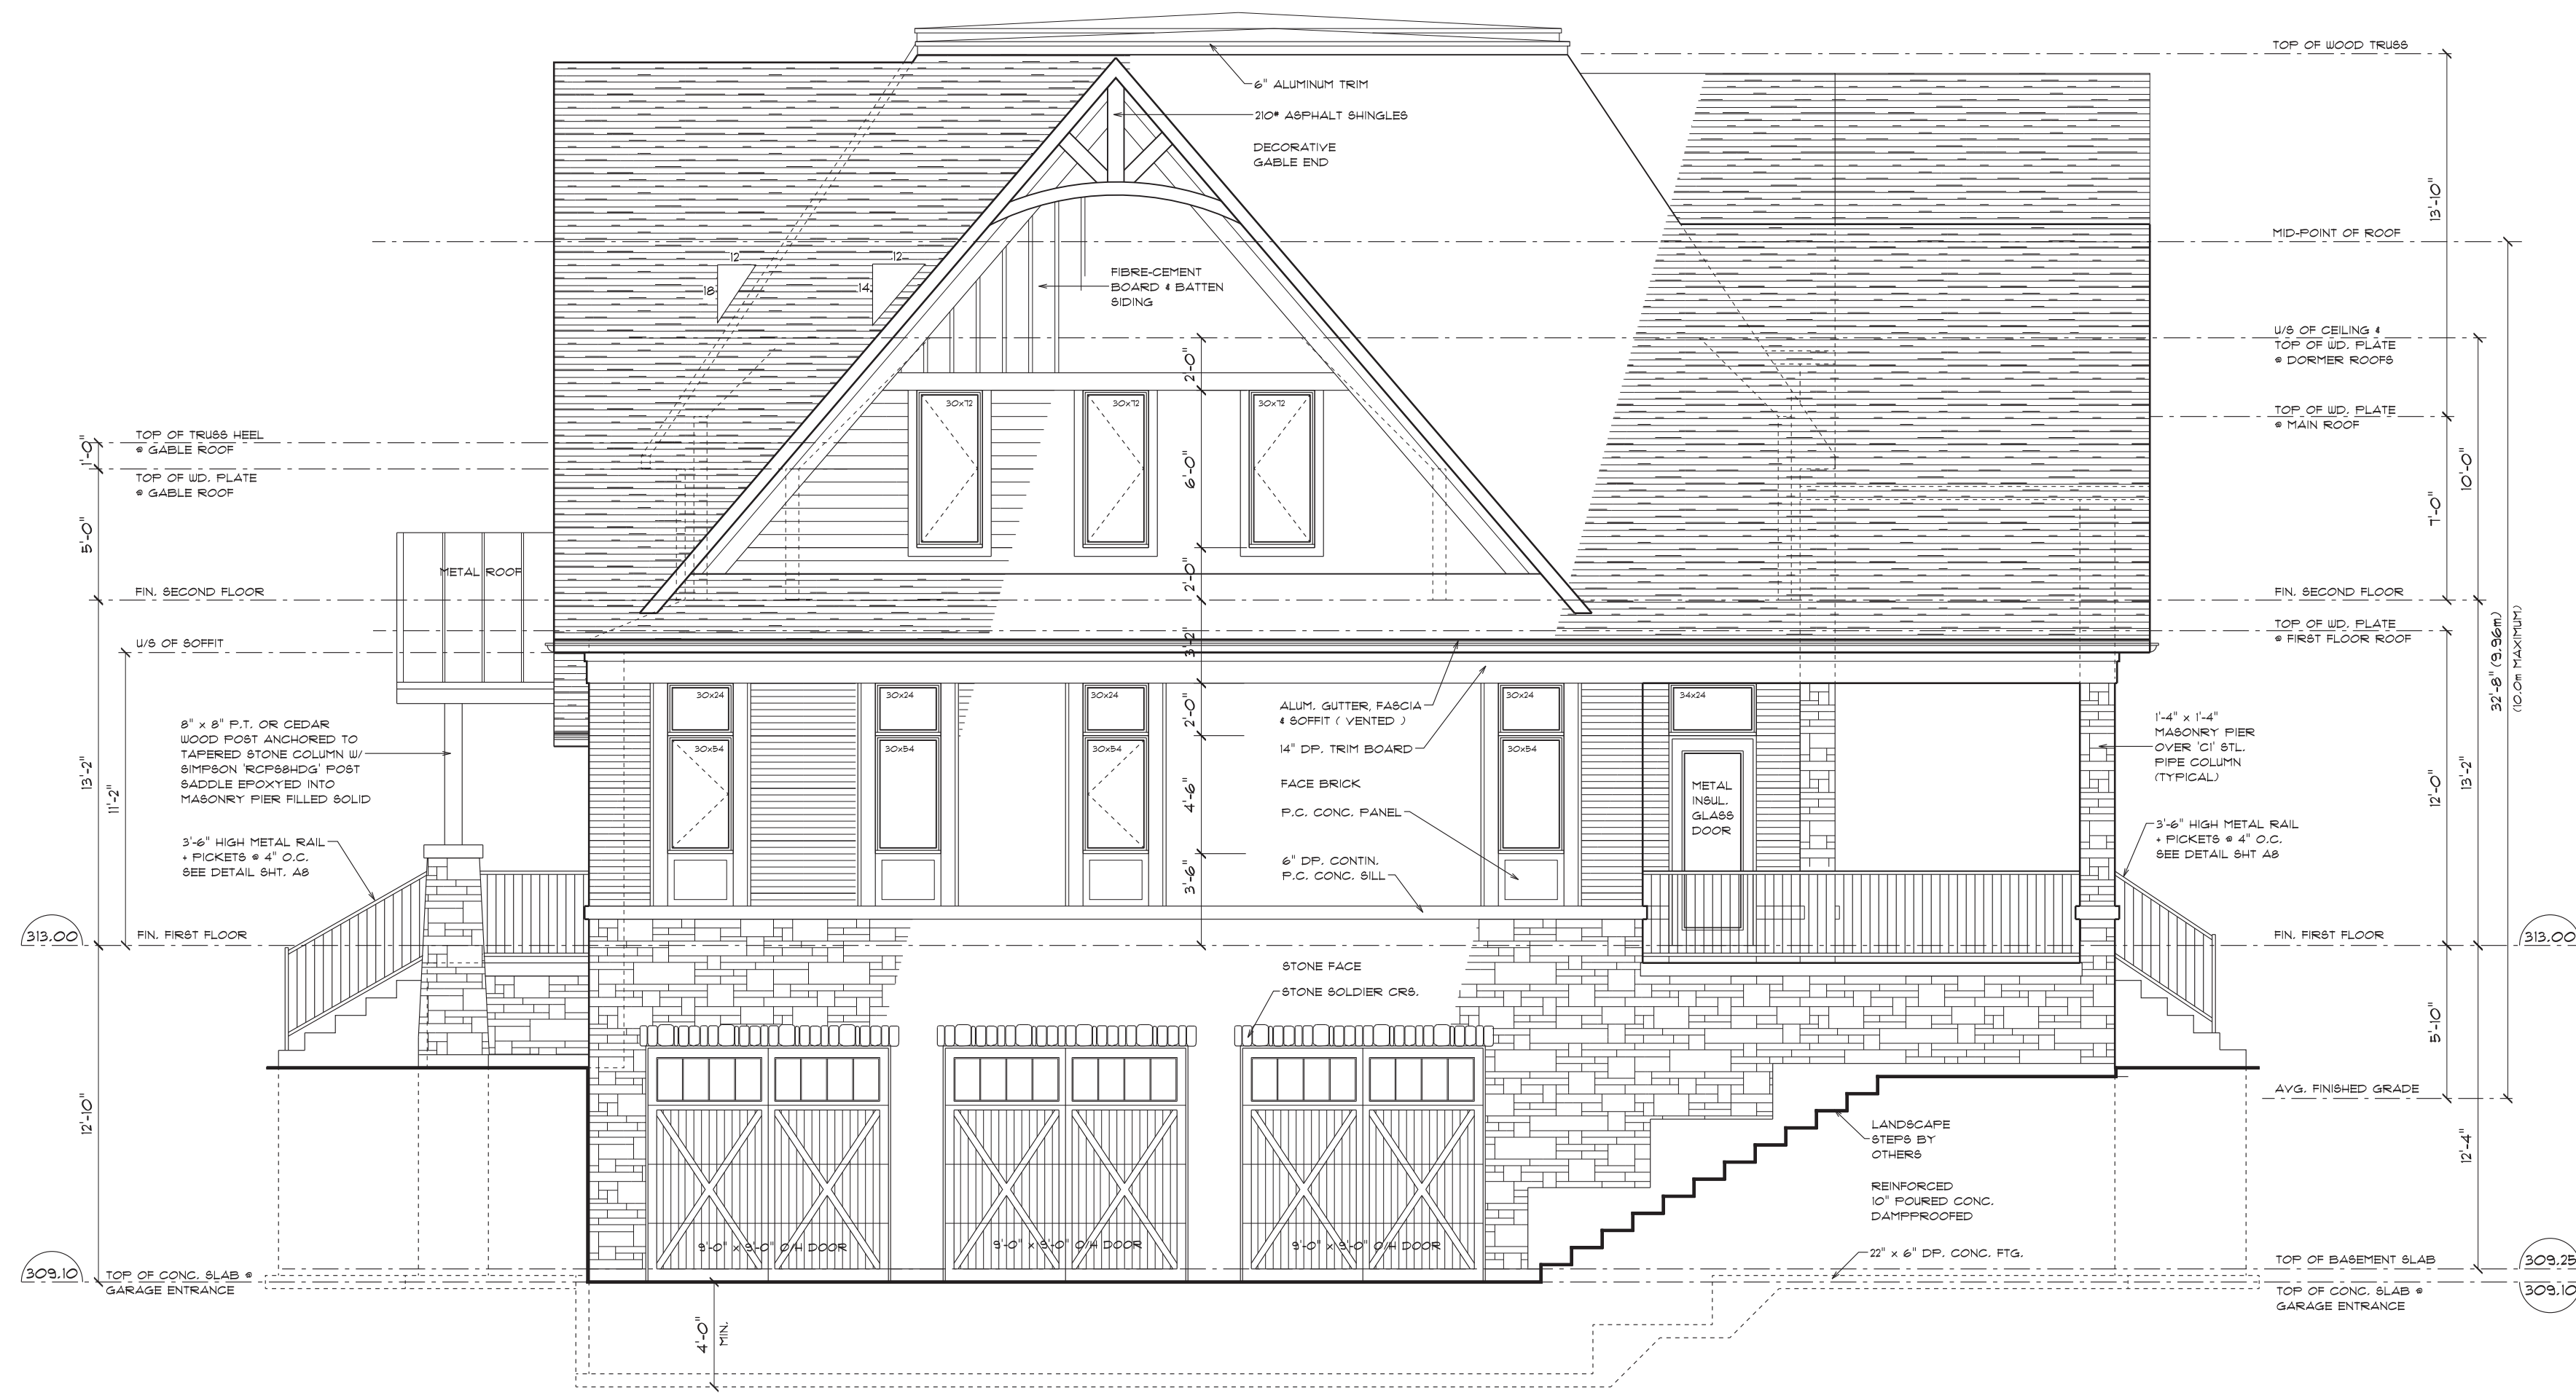 TOP OF WOOD TRUSS
6" ALUMINUM TRIM
210# ASPHALT SHINGLES
DECORATIVE
GABLE END
13'-10"
MID-POINT OF ROOF
12
18
12
14
FIBRE-CEMENT
BOARD & BATTEN
SIDING
U/S OF CEILING &
TOP OF WD. PLATE
@ DORMER ROOFS
2'-0"
30x72
30x72
30x72
TOP OF WD. PLATE
@ MAIN ROOF
TOP OF TRUSS HEEL
@ GABLE ROOF
1'-0"
TOP OF WD. PLATE
@ GABLE ROOF
6'-0"
10'-0"
7'-0"
5'-0"
METAL ROOF
2'-0"
FIN. SECOND FLOOR
FIN. SECOND FLOOR
TOP OF WD. PLATE
@ FIRST FLOOR ROOF
U/S OF SOFFIT
3'-2"
32'-8" (9.96m)
(10.0m MAXIMUM)
30x24
30x24
30x24
30x24
34x24
2'-0"
ALUM. GUTTER, FASCIA
& SOFFIT ( VENTED )
14" DP. TRIM BOARD
8" x 8" P.T. OR CEDAR
WOOD POST ANCHORED TO
TAPERED STONE COLUMN W/
SIMPSON 'RCPS8HDG' POST
SADDLE EPOXYED INTO
MASONRY PIER FILLED SOLID
1'-4" x 1'-4"
MASONRY PIER
OVER 'C1' STL.
PIPE COLUMN
(TYPICAL)
30x54
30x54
30x54
30x54
13'-2"
11'-2"
4'-6"
FACE BRICK
P.C. CONC. PANEL
METAL
INSUL.
GLASS
DOOR
12'-0"
13'-2"
3'-6" HIGH METAL RAIL
+ PICKETS @ 4" O.C.
SEE DETAIL SHT. A8
3'-6"
6" DP. CONTIN.
P.C. CONC. SILL
3'-6" HIGH METAL RAIL
+ PICKETS @ 4" O.C.
SEE DETAIL SHT A8
313.00
FIN. FIRST FLOOR
FIN. FIRST FLOOR
313.00
STONE FACE
STONE SOLDIER CRS.
5'-10"
AVG. FINISHED GRADE
12'-10"
LANDSCAPE
STEPS BY
OTHERS
12'-4"
REINFORCED
10" POURED CONC.
DAMPPROOFED
9'-0" x 9'-0" O/H DOOR
9'-0" x 9'-0" O/H DOOR
9'-0" x 9'-0" O/H DOOR
22" x 6" DP. CONC. FTG.
309.10
TOP OF CONC. SLAB @
GARAGE ENTRANCE
TOP OF BASEMENT SLAB
309.25
TOP OF CONC. SLAB @
GARAGE ENTRANCE
309.10
4'-0"
MIN.